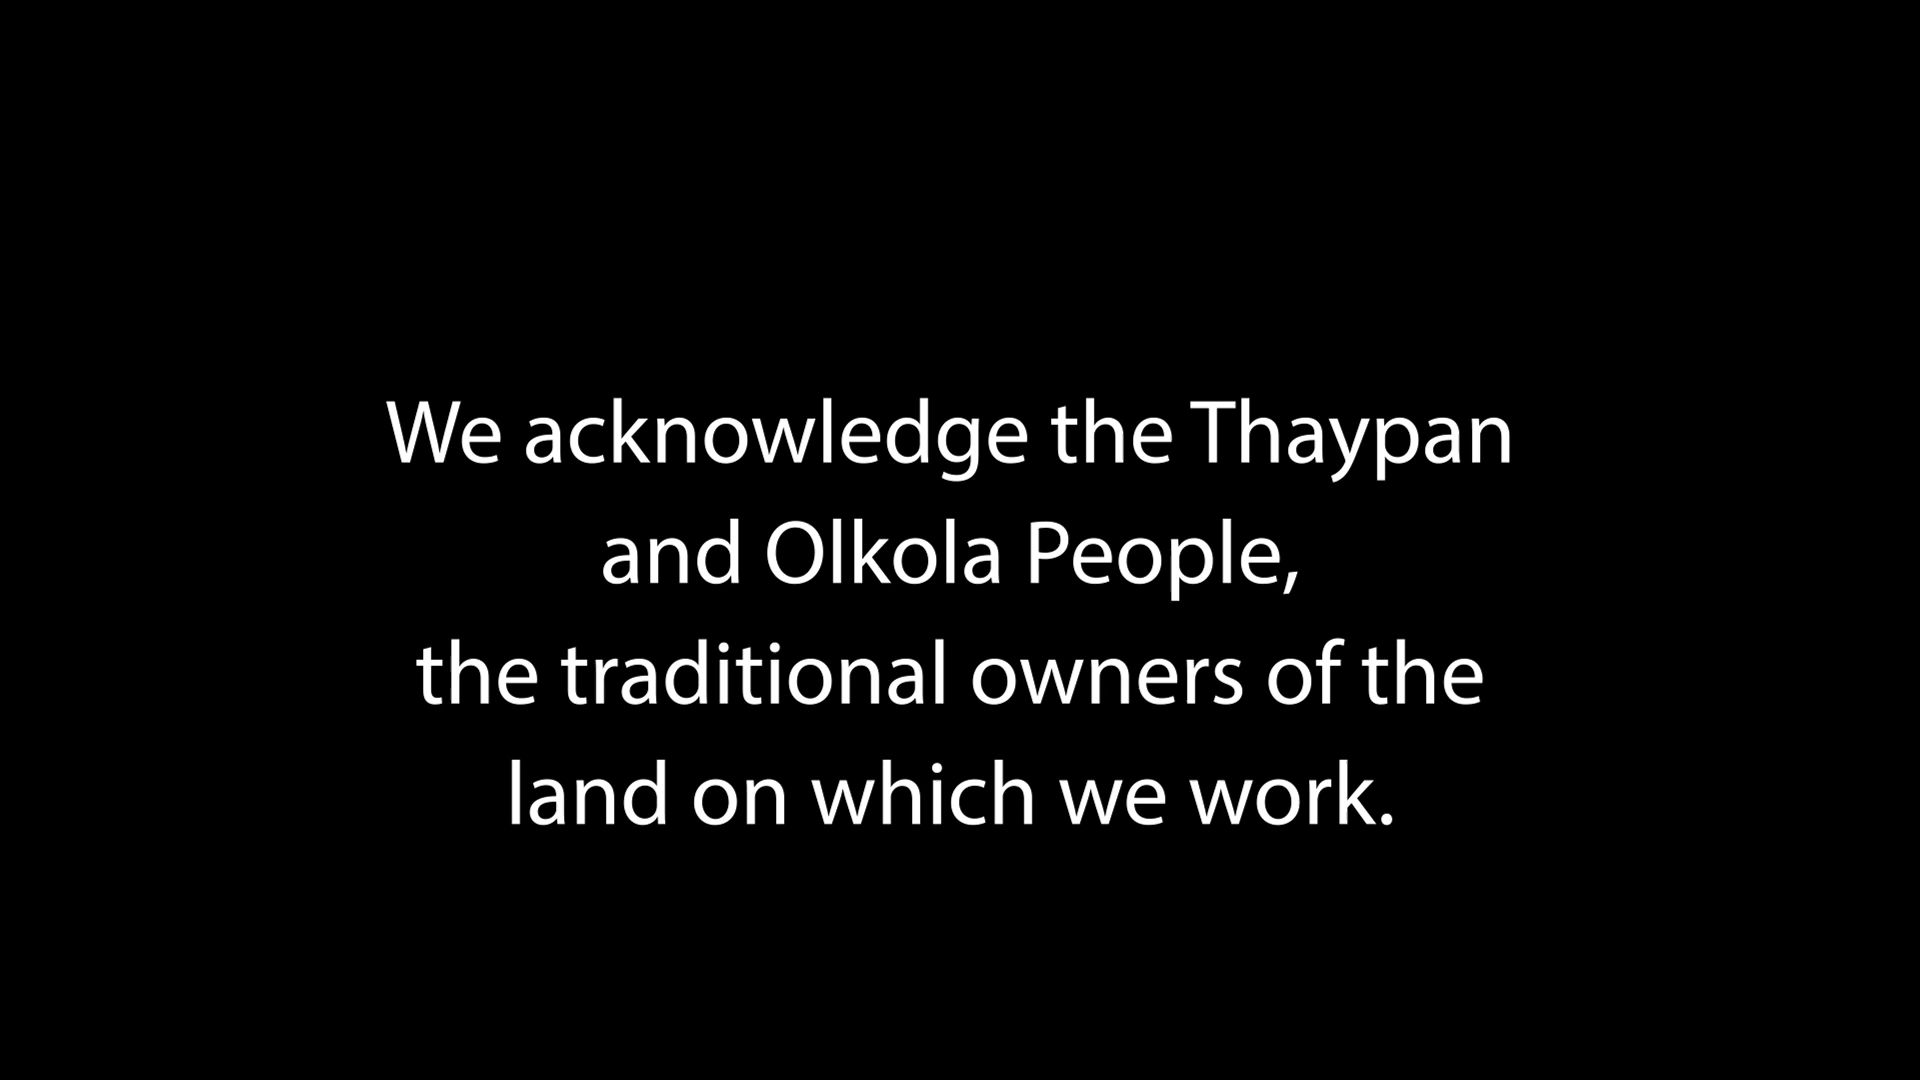 We acknowledge the Thaypan
and Olkola People,
the traditional owners of the
land on which we work.